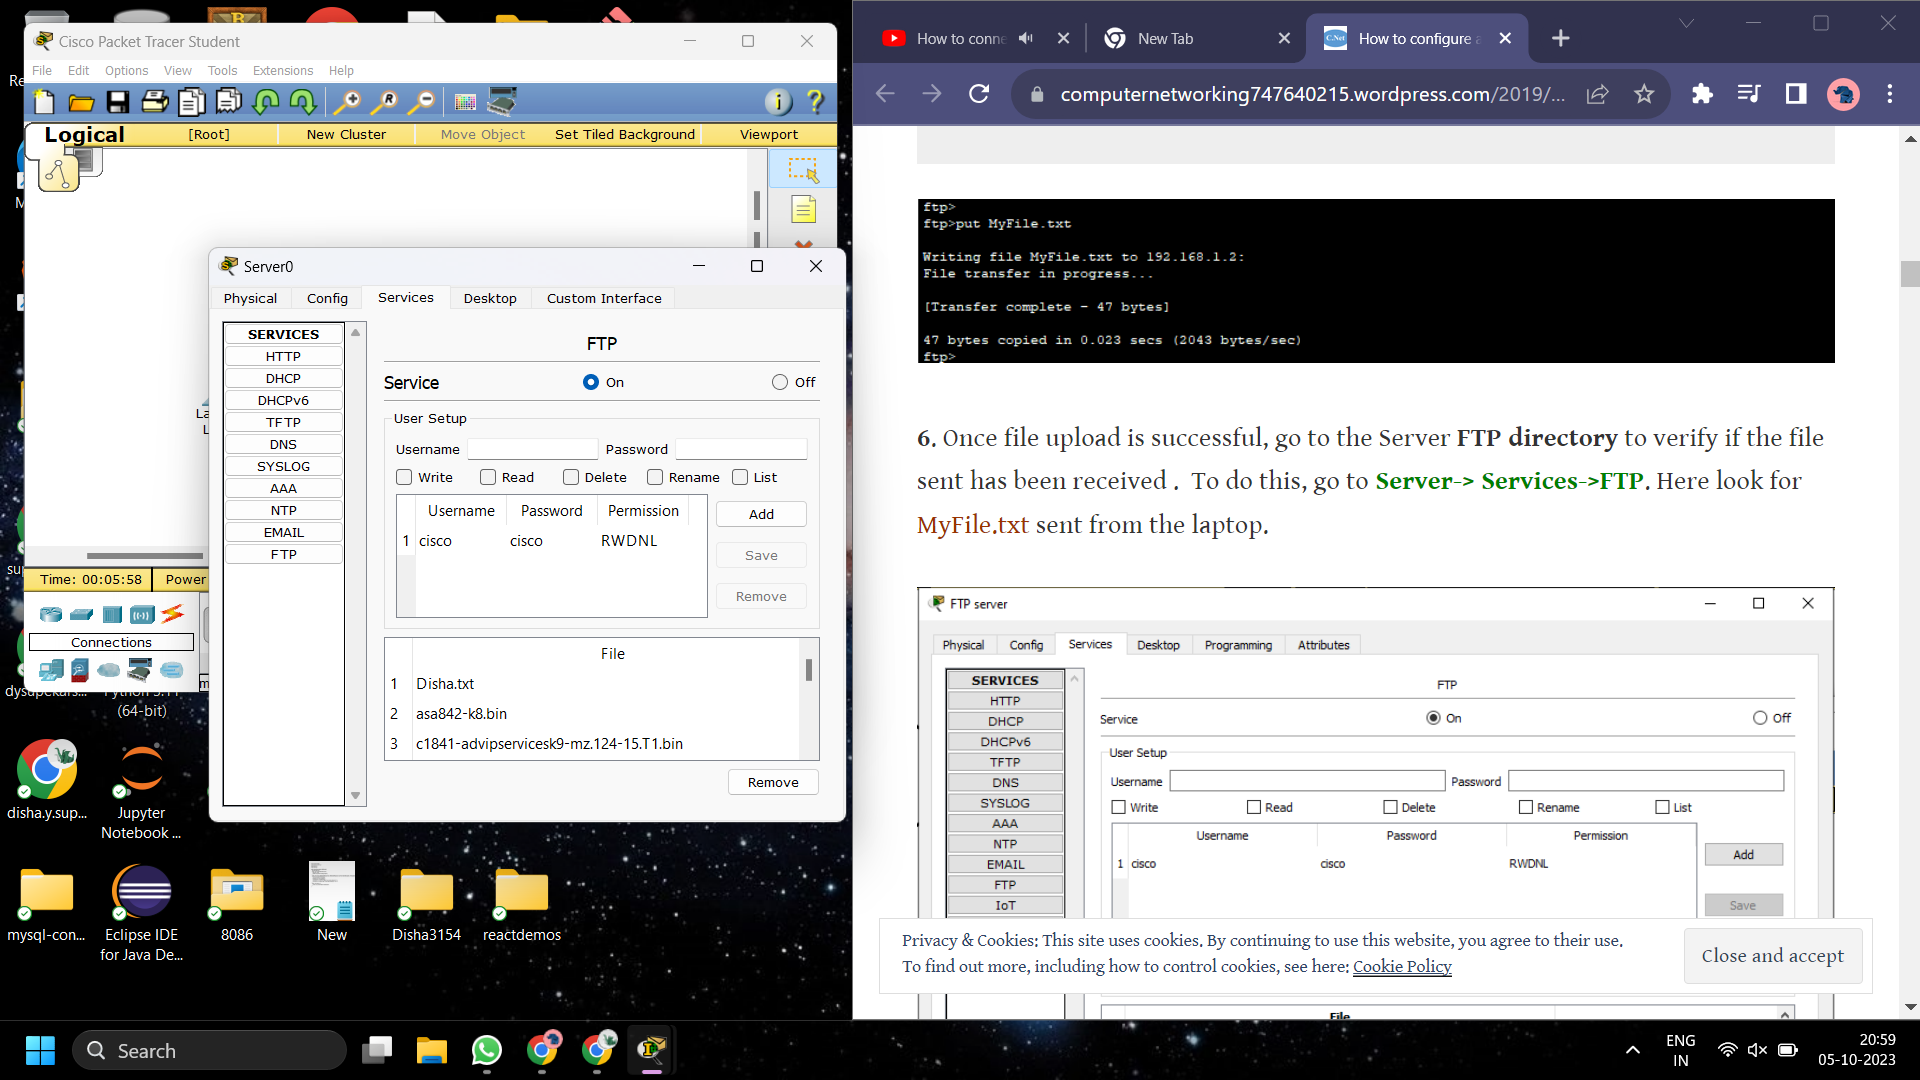 Cisco Packet Tracer Student
File Edit Options View Tools Extensions Help
Logical
[Root]
New Cluster
Move Object
Set Tiled Background
Viewport
Server0
Physical Config Services Desktop Custom Interface
SERVICES
HTTP
DHCP
DHCPv6
TFTP
DNS
SYSLOG
AAA
NTP
EMAIL
FTP
FTP
Service On Off
User Setup
Username Password
Write Read Delete Rename List
Username Password Permission
1 cisco cisco RWDNL
Add
Save
Remove
File
1 Disha.txt
2 asa842-k8.bin
3 c1841-advipservicesk9-mz.124-15.T1.bin
Remove
Time: 00:05:58 Power
Connections
(64-bit)
disha.y.sup...
Jupyter
Notebook ...
mysql-con...
Eclipse IDE
for Java De...
8086
New
Disha3154
reactdemos
How to conne
New Tab
How to configure a
computernetworking747640215.wordpress.com/2019/...
ftp>
ftp>put MyFile.txt
Writing file MyFile.txt to 192.168.1.2:
File transfer in progress...
[Transfer complete - 47 bytes]
47 bytes copied in 0.023 secs (2043 bytes/sec)
ftp>
6. Once file upload is successful, go to the Server FTP directory to verify if the file
sent has been received . To do this, go to Server-> Services->FTP. Here look for
MyFile.txt sent from the laptop.
FTP server
Physical Config Services Desktop Programming Attributes
SERVICES
HTTP
DHCP
DHCPv6
TFTP
DNS
SYSLOG
AAA
NTP
EMAIL
FTP
IoT
FTP
Service On Off
User Setup
Username Password
Write Read Delete Rename List
Username Password Permission
1 cisco cisco RWDNL
Add
Save
File
Privacy & Cookies: This site uses cookies. By continuing to use this website, you agree to their use.
To find out more, including how to control cookies, see here: Cookie Policy
Close and accept
Search
ENG
IN
20:59
05-10-2023